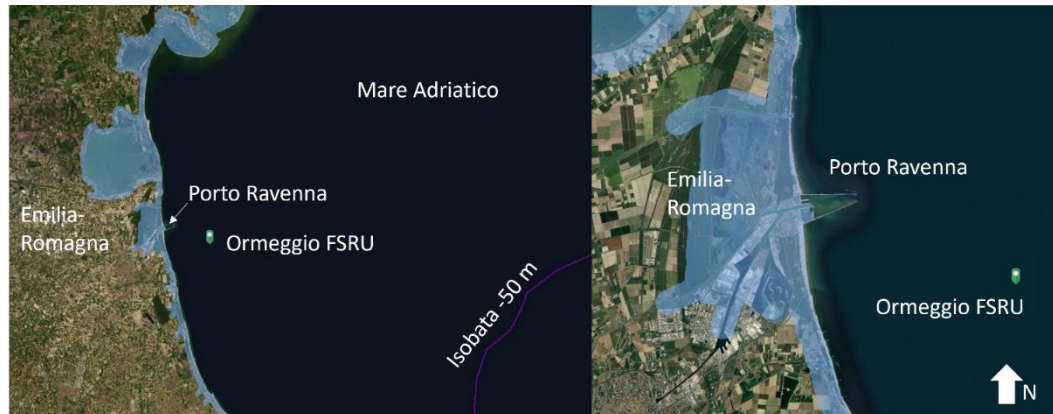 Mare Adriatico
Porto Ravenna
Emilia-
Romagna
Ormeggio FSRU
Isobata -50 m
Emilia-
Romagna
Porto Ravenna
Ormeggio FSRU
N